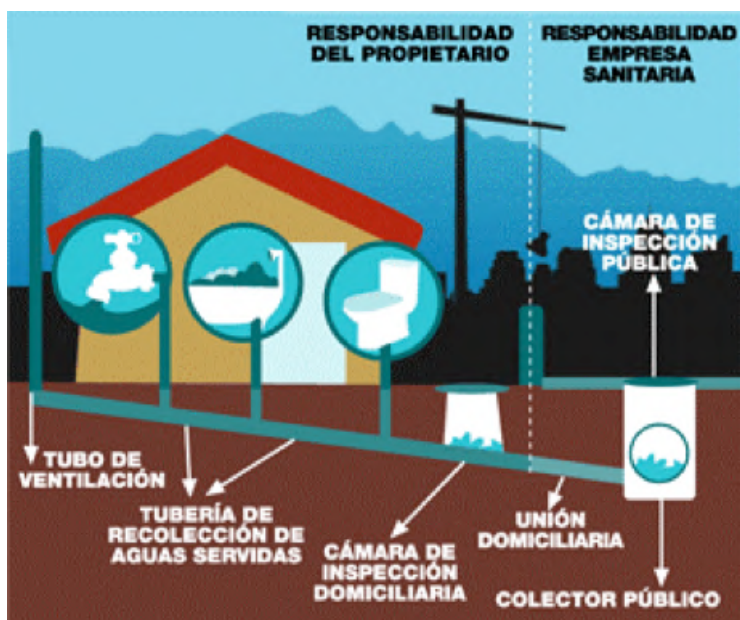 RESPONSABILIDAD
DEL PROPIETARIO
RESPONSABILIDAD
EMPRESA
SANITARIA
CÁMARA DE
INSPECCIÓN
PÚBLICA
TUBO DE
VENTILACIÓN
TUBERÍA DE
RECOLECCIÓN DE
AGUAS SERVIDAS
CÁMARA DE
INSPECCIÓN
DOMICILIARIA
UNIÓN
DOMICILIARIA
COLECTOR PÚBLICO